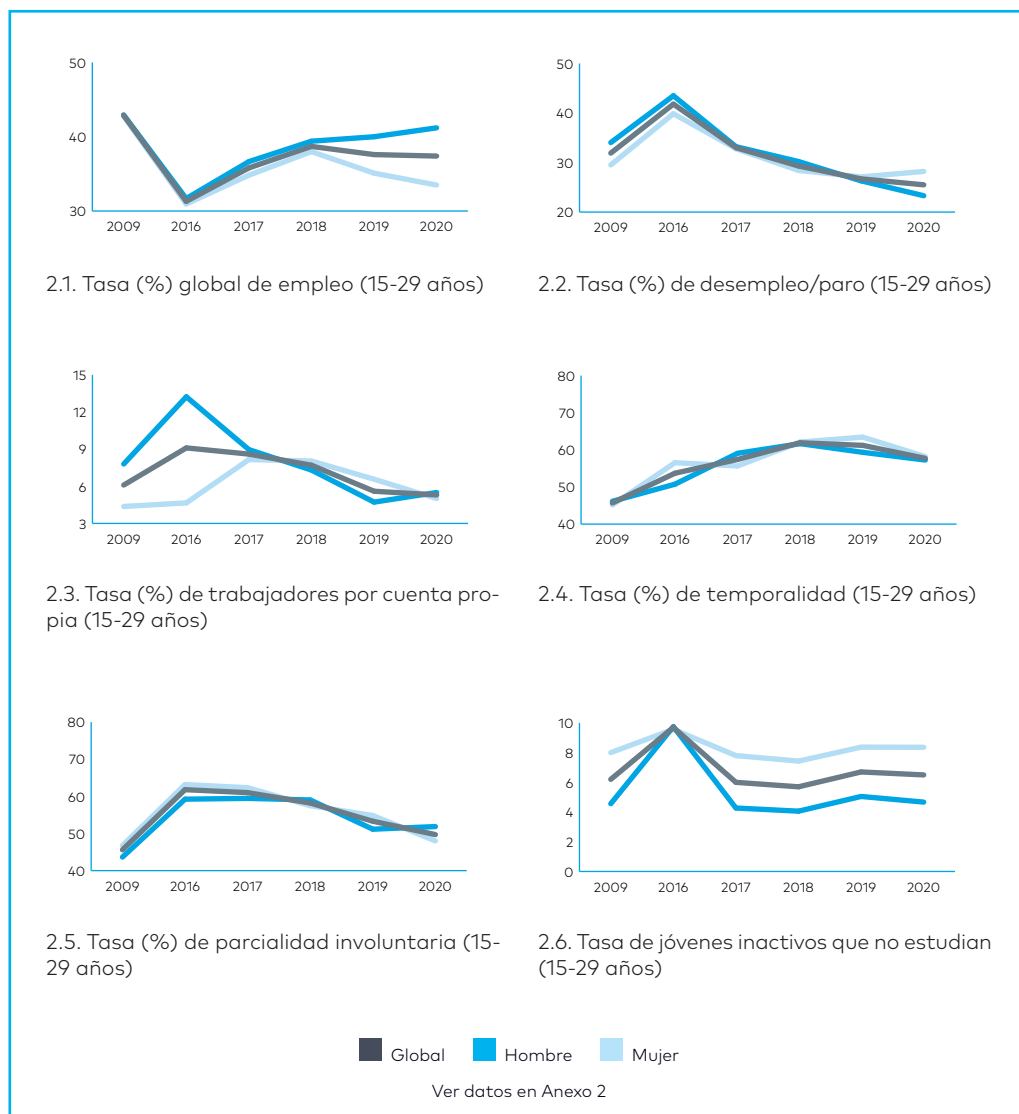 50
40
30
2009 2016 2017 2018 2019 2020
2.1. Tasa (%) global de empleo (15-29 años)
50
40
30
20
2009 2016 2017 2018 2019 2020
2.2. Tasa (%) de desempleo/paro (15-29 años)
15
12
9
6
3
2009 2016 2017 2018 2019 2020
2.3. Tasa (%) de trabajadores por cuenta pro-
pia (15-29 años)
80
70
60
50
40
2009 2016 2017 2018 2019 2020
2.4. Tasa (%) de temporalidad (15-29 años)
80
70
60
50
40
2009 2016 2017 2018 2019 2020
2.5. Tasa (%) de parcialidad involuntaria (15-
29 años)
10
8
6
4
2
0
2009 2016 2017 2018 2019 2020
2.6. Tasa de jóvenes inactivos que no estudian
(15-29 años)
Global Hombre Mujer
Ver datos en Anexo 2